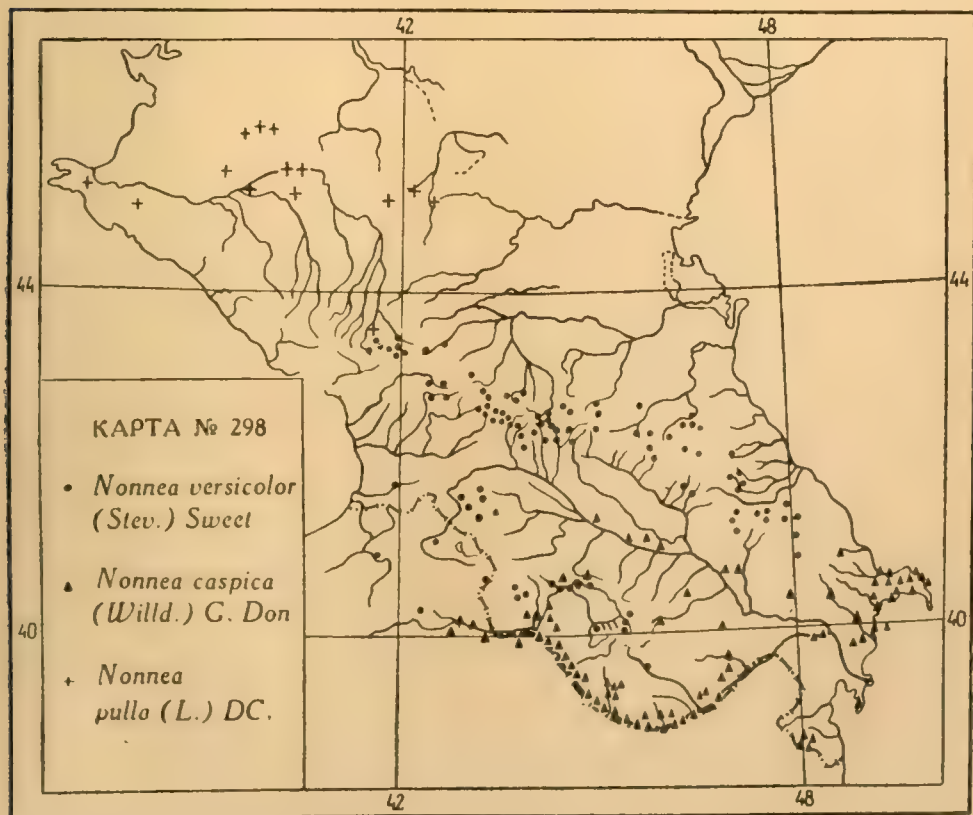 42 48
44 44
КАРТА № 298
• Nonnea versicolor
(Stev.) Sweet
▲ Nonnea caspica
(Willd.) G. Don
40 40
+ Nonnea
pulla (L.) DC.
42 48